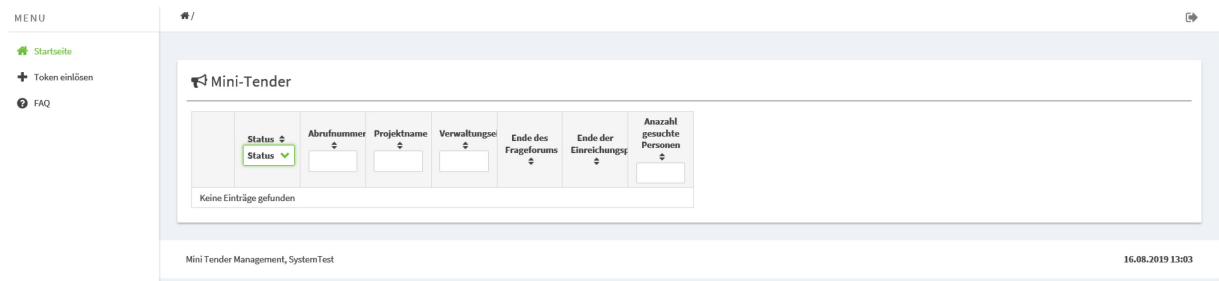 MENU
/
Startseite
Token einlösen
FAQ
Mini-Tender
Status
Status
Abrufnummer
Projektname
Verwaltungsei
Ende des
Frageforums
Ende der
Einreichungsp
Anazahl
gesuchte
Personen
Keine Einträge gefunden
Mini Tender Management, SystemTest
16.08.2019 13:03